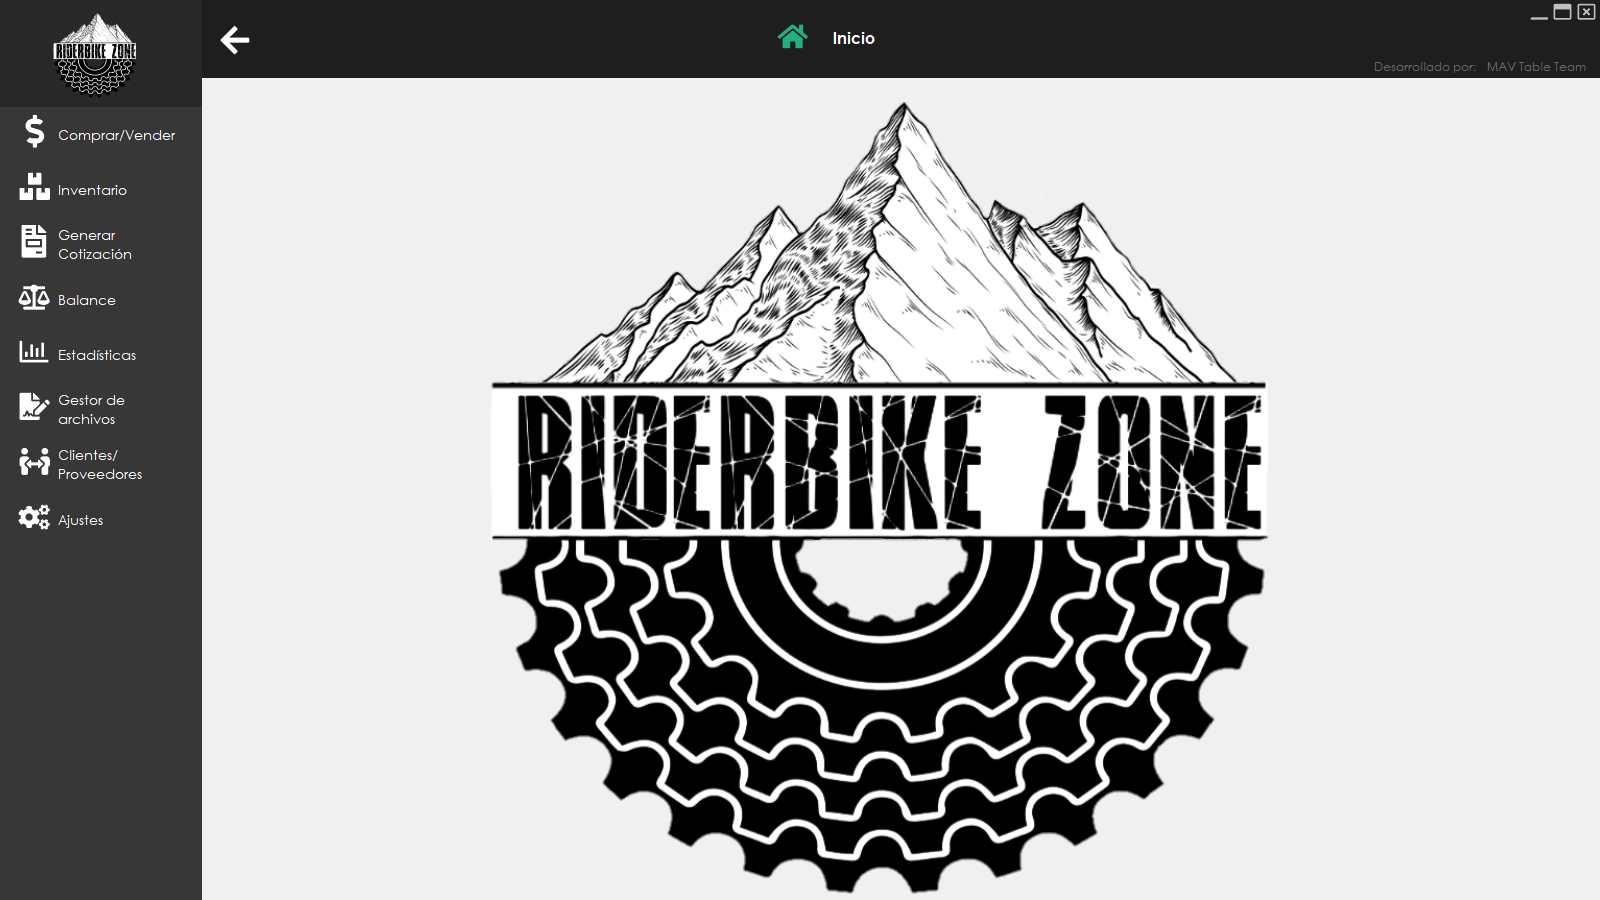 RIDERBIKE ZONE
Inicio
Desarrollado por: MAV Table Team
Comprar/Vender
Inventario
Generar
Cotización
Balance
Estadísticas
Gestor de
archivos
Clientes/
Proveedores
Ajustes
RIDERBIKE ZONE